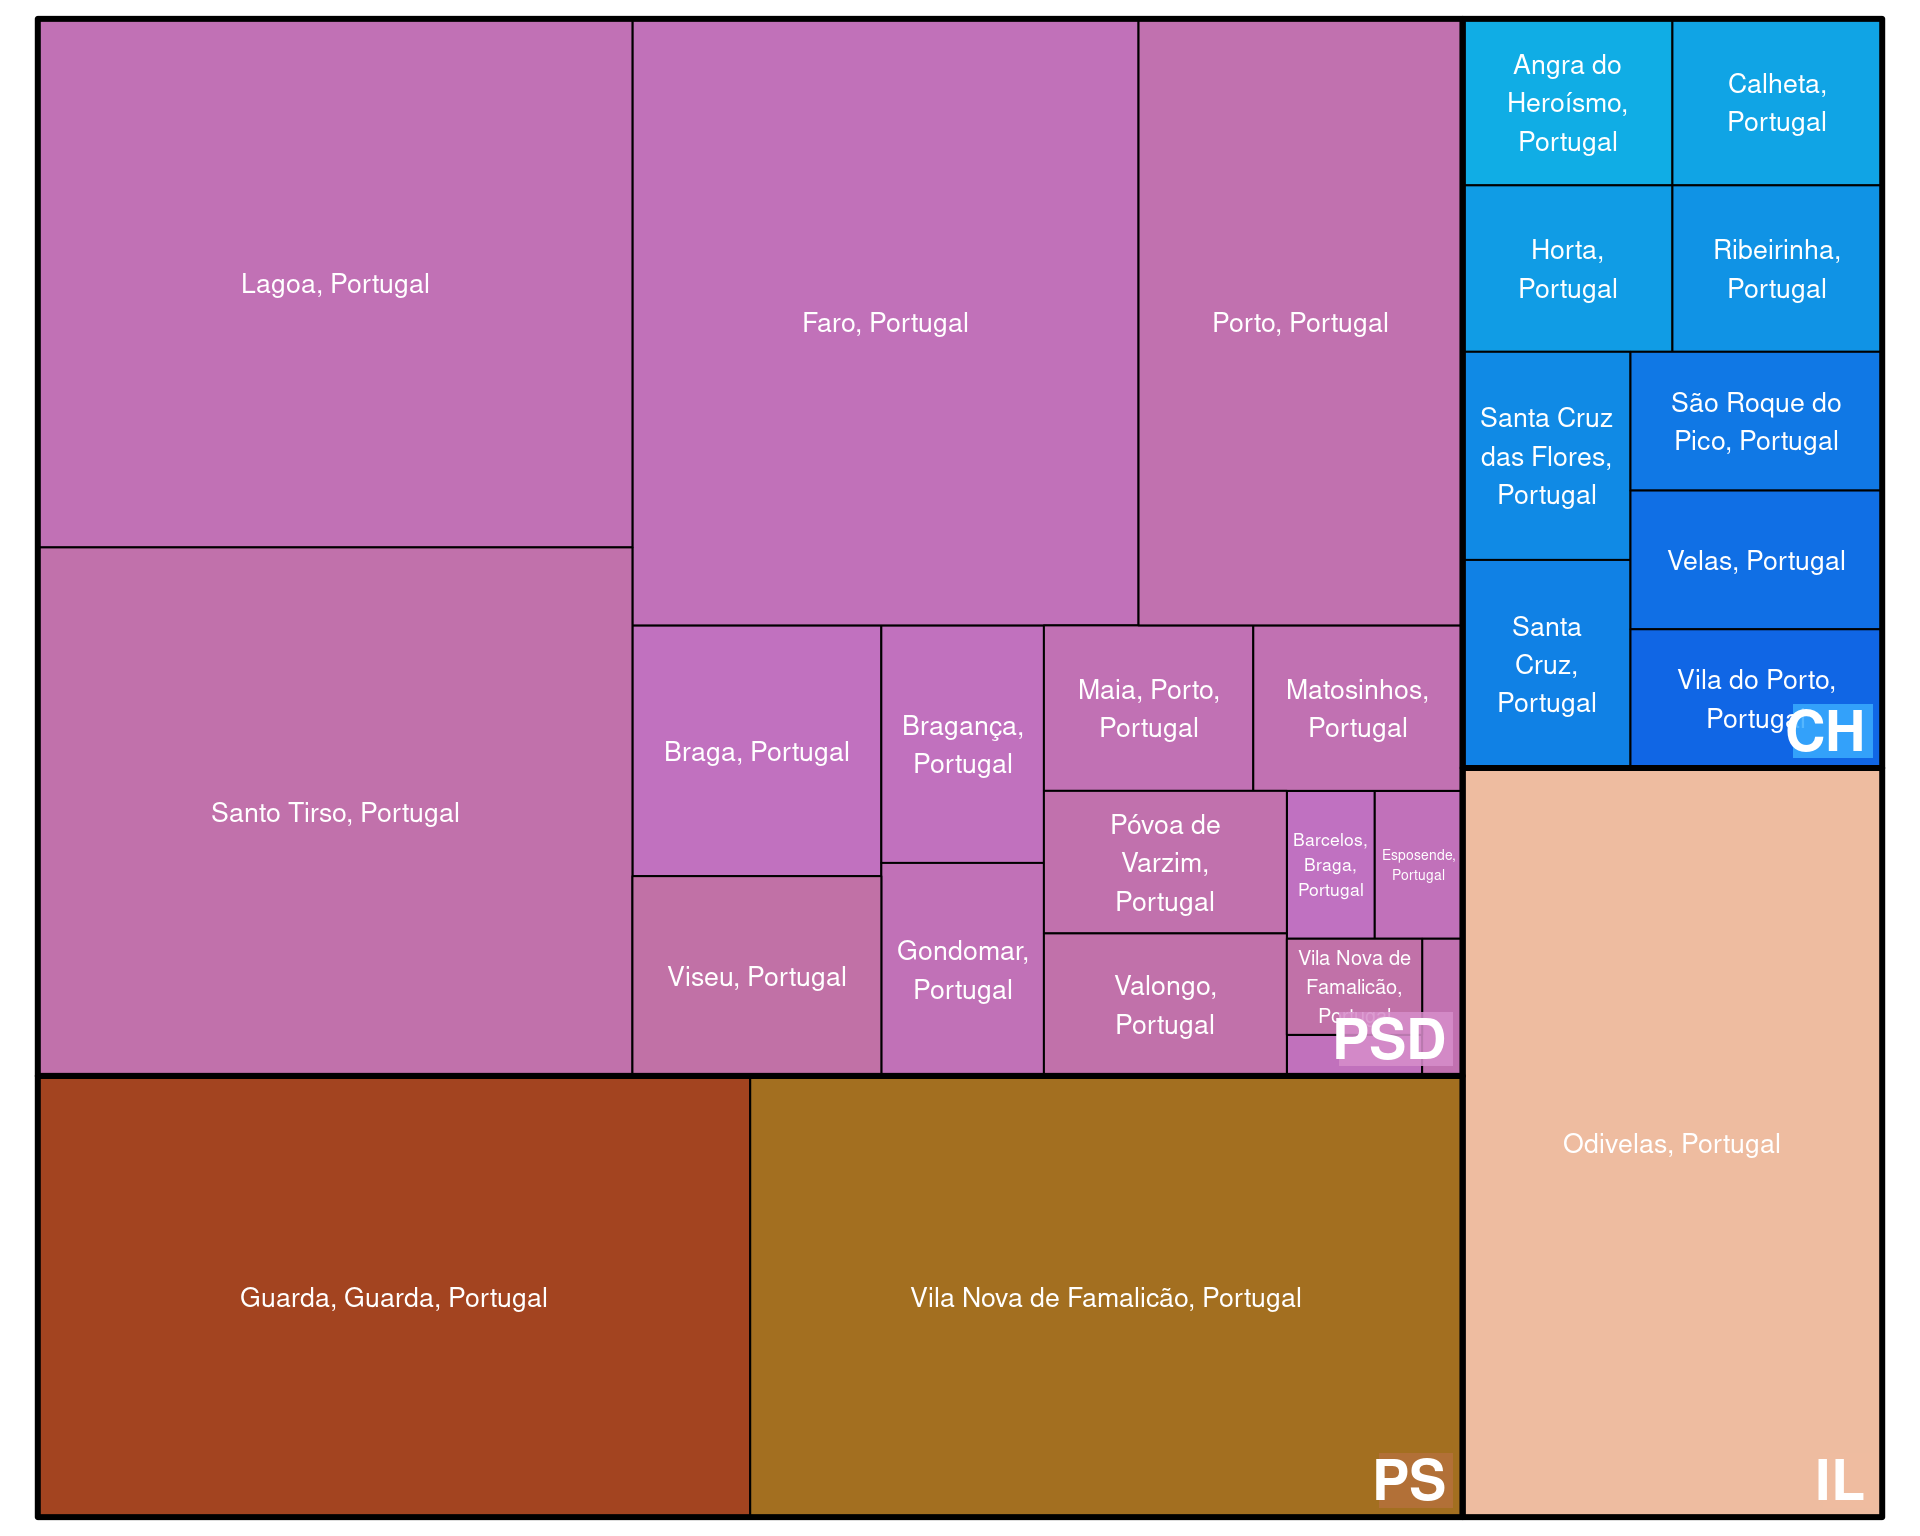 Lagoa, Portugal
Faro, Portugal
Porto, Portugal
Santo Tirso, Portugal
Braga, Portugal
Bragança,
Portugal
Maia, Porto,
Portugal
Matosinhos,
Portugal
Viseu, Portugal
Gondomar,
Portugal
Póvoa de
Varzim,
Portugal
Valongo,
Portugal
Barcelos,
Braga,
Portugal
Esposende,
Portugal
Vila Nova de
Famalicão,
Portugal
PSD
Angra do
Heroísmo,
Portugal
Calheta,
Portugal
Horta,
Portugal
Ribeirinha,
Portugal
Santa Cruz
das Flores,
Portugal
São Roque do
Pico, Portugal
Velas, Portugal
Santa
Cruz,
Portugal
Vila do Porto,
Portugal
CH
Guarda, Guarda, Portugal
Vila Nova de Famalicão, Portugal
PS
Odivelas, Portugal
IL